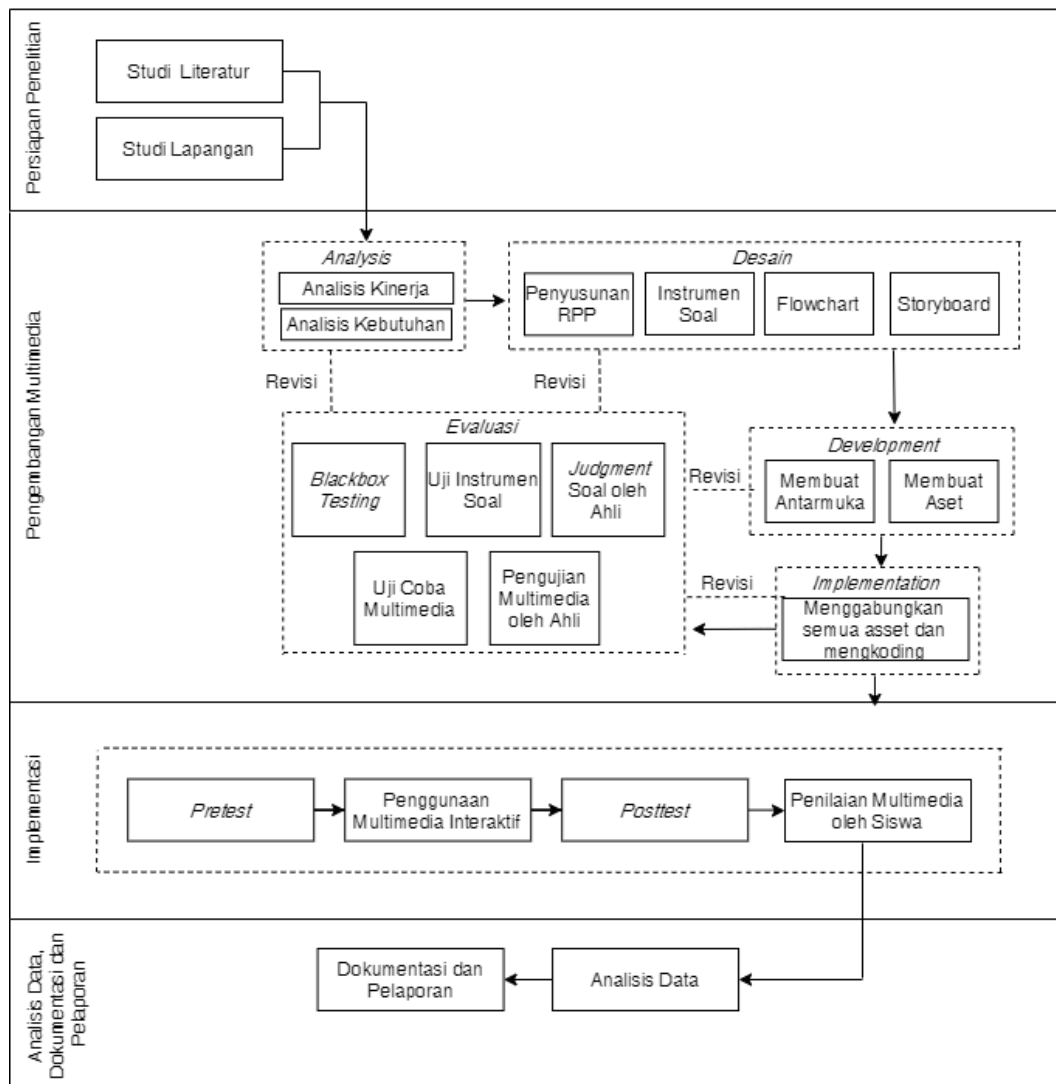 Persiapan Penelitian
Studi Literatur
Studi Lapangan
Pengembangan Multimedia
Analysis
Analisis Kinerja
Analisis Kebutuhan
Desain
Penyusunan
RPP
Instrumen
Soal
Flowchart
Storyboard
Revisi
Revisi
Evaluasi
Blackbox
Testing
Uji Instrumen
Soal
Judgment
Soal oleh
Ahli
Uji Coba
Multimedia
Pengujian
Multimedia
oleh Ahli
Revisi
Development
Membuat
Antarmuka
Membuat
Aset
Revisi
Implementation
Menggabungkan
semua asset dan
mengkoding
Implementasi
Pretest
Penggunaan
Multimedia Interaktif
Posttest
Penilaian Multimedia
oleh Siswa
Analisis Data,
Dokumentasi dan
Pelaporan
Dokumentasi dan
Pelaporan
Analisis Data